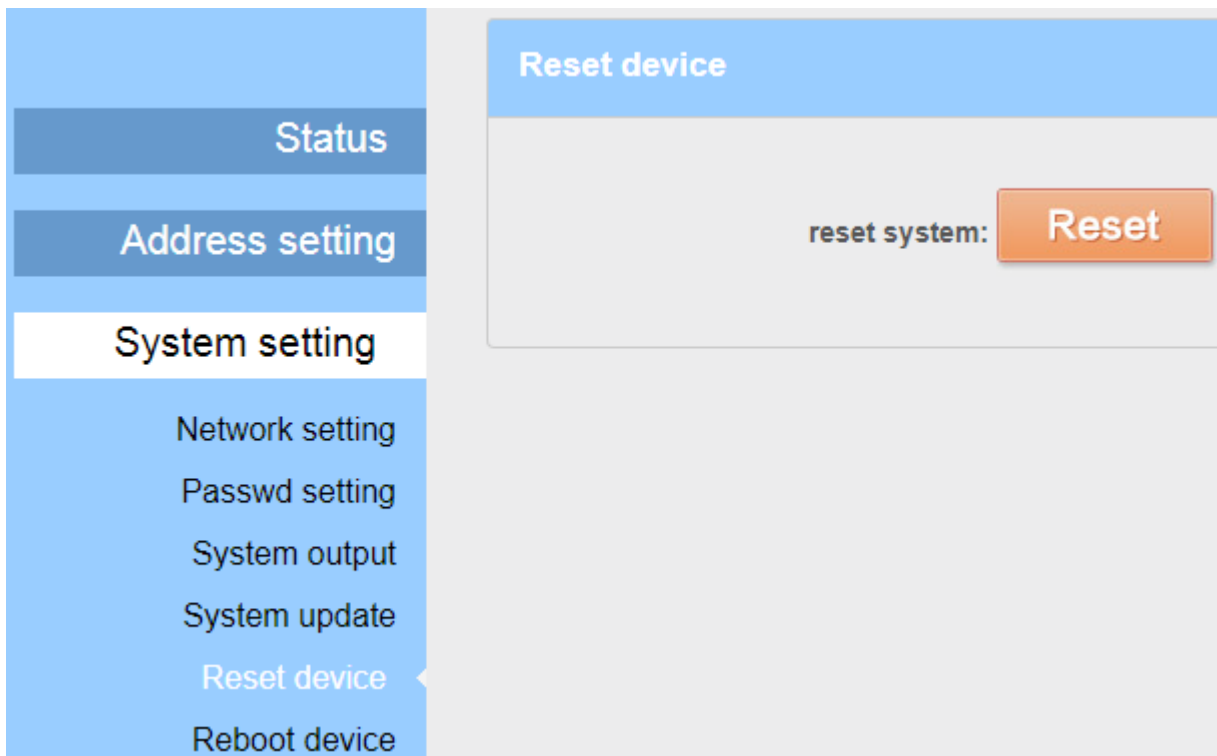 Status
Address setting
System setting
Network setting
Passwd setting
System output
System update
Reset device
Reboot device
Reset device
reset system: Reset